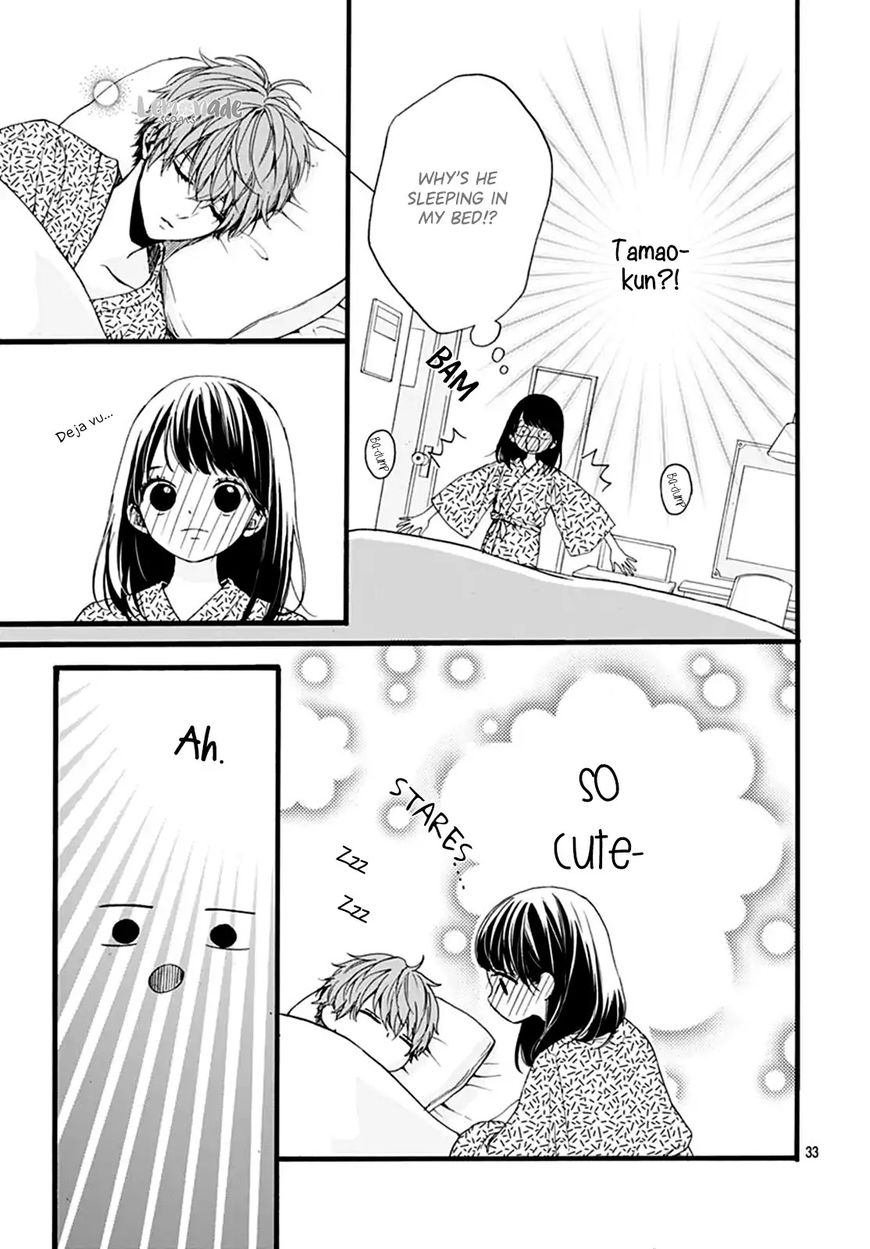 Tamao-
kun?!
WHY'S HE
SLEEPING IN
MY BED!?
BAM
BA-DUMP
BA-DUMP
Lemonade
scans
Deja vu...
SO
CUTE-
STARES...
Zzz
Zzz
Ah.
33